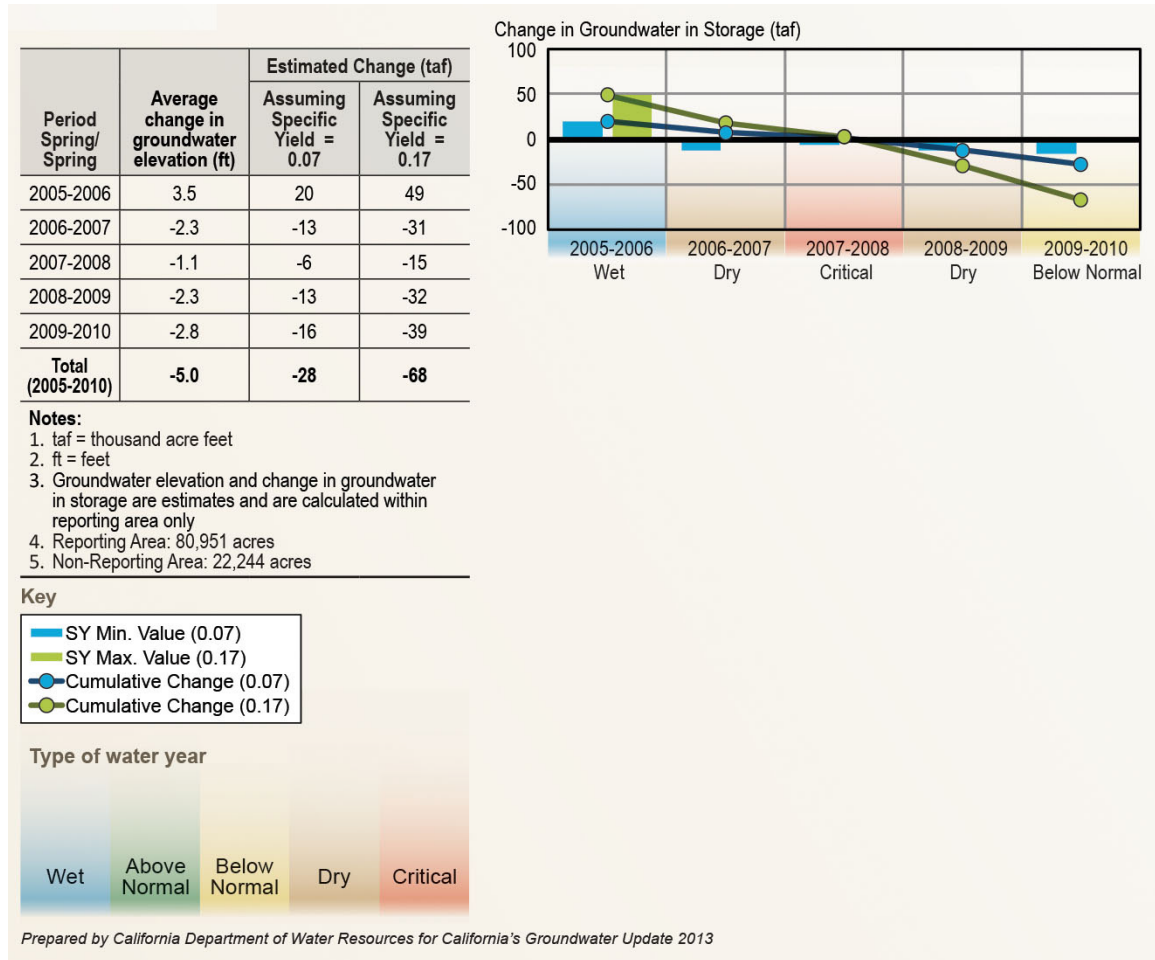 Period
Spring/
Spring
Average
change in
groundwater
elevation (ft)
Estimated Change (taf)
Assuming
Specific
Yield =
0.07
Assuming
Specific
Yield =
0.17
2005-2006 3.5 20 49
2006-2007 -2.3 -13 -31
2007-2008 -1.1 -6 -15
2008-2009 -2.3 -13 -32
2009-2010 -2.8 -16 -39
Total
(2005-2010) -5.0 -28 -68
Notes:
1. taf = thousand acre feet
2. ft = feet
3. Groundwater elevation and change in groundwater
in storage are estimates and are calculated within
reporting area only
4. Reporting Area: 80,951 acres
5. Non-Reporting Area: 22,244 acres
Key
SY Min. Value (0.07)
SY Max. Value (0.17)
Cumulative Change (0.07)
Cumulative Change (0.17)
Type of water year
Wet
Above
Normal
Below
Normal
Dry
Critical
Change in Groundwater in Storage (taf)
100
50
0
-50
-100
2005-2006 2006-2007 2007-2008 2008-2009 2009-2010
Wet Dry Critical Dry Below Normal
Prepared by California Department of Water Resources for California's Groundwater Update 2013